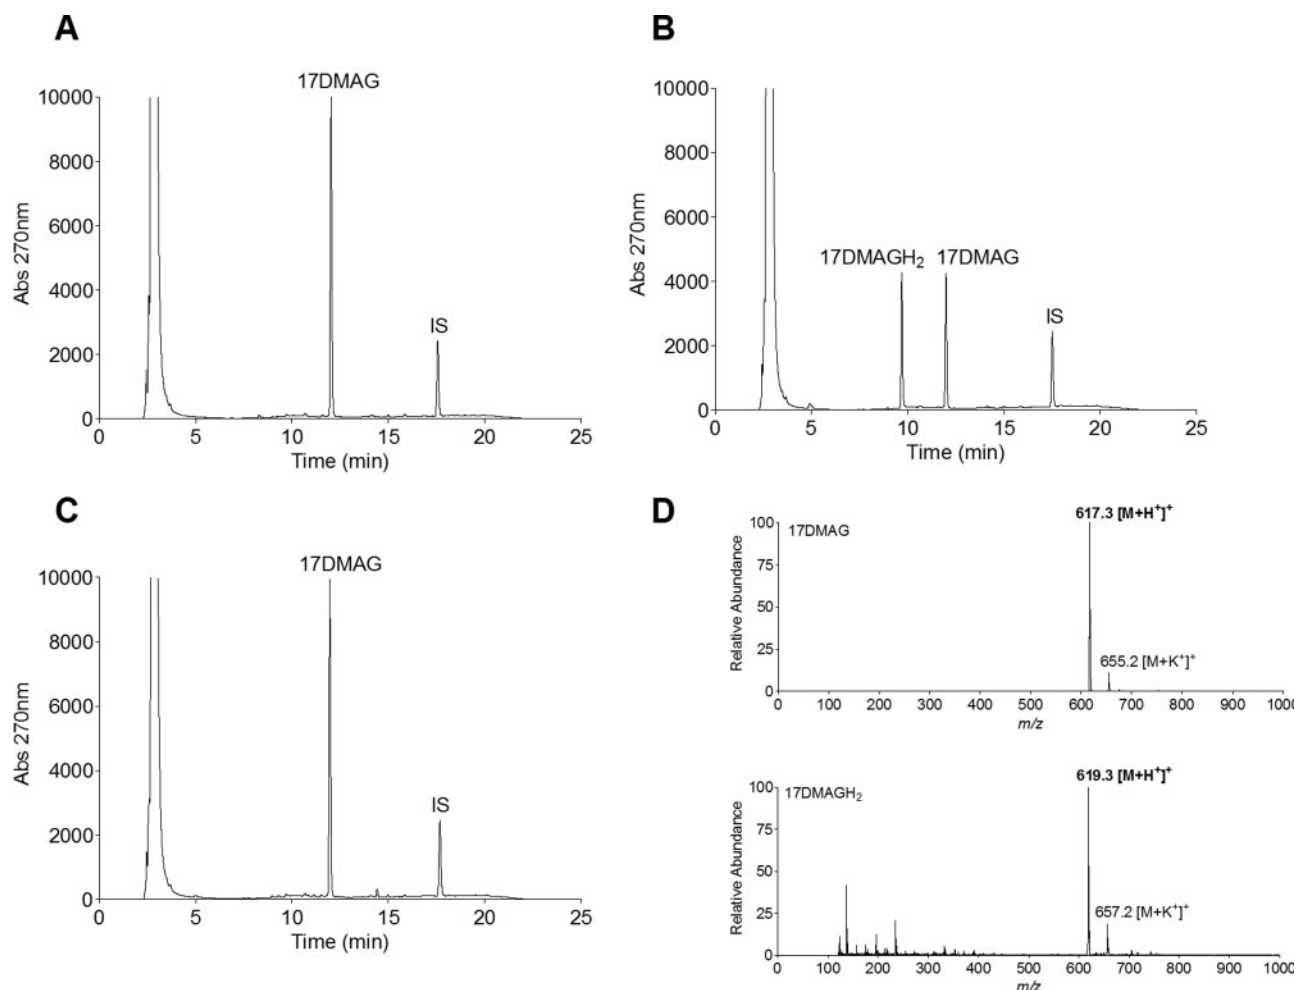 A
17DMAG
10000
8000
6000
4000
2000
0
Abs 270nm
IS
0 5 10 15 20 25
Time (min)
B
10000
8000
6000
4000
2000
0
Abs 270nm
17DMAGH₂ 17DMAG
IS
0 5 10 15 20 25
Time (min)
C
17DMAG
10000
8000
6000
4000
2000
0
Abs 270nm
IS
0 5 10 15 20 25
Time (min)
D
617.3 [M+H⁺]⁺
17DMAG
100
75
50
25
0
Relative Abundance
655.2 [M+K⁺]⁺
0 100 200 300 400 500 600 700 800 900 1000
m/z
619.3 [M+H⁺]⁺
17DMAGH₂
100
75
50
25
0
Relative Abundance
657.2 [M+K⁺]⁺
0 100 200 300 400 500 600 700 800 900 1000
m/z